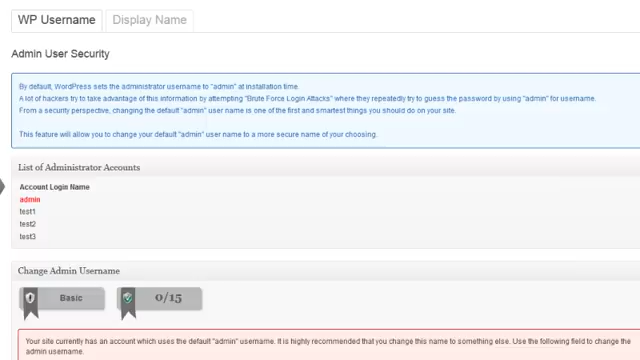 WP Username
Display Name
Admin User Security
By default, WordPress sets the administrator username to "admin" at installation time.
A lot of hackers try to take advantage of this information by attempting "Brute Force Login Attacks" where they repeatedly try to guess the password by using "admin" for username.
From a security perspective, changing the default "admin" user name is one of the first and smartest things you should do on your site.
This feature will allow you to change your default "admin" user name to a more secure name of your choosing.
List of Administrator Accounts
Account Login Name
admin
test1
test2
test3
Change Admin Username
Basic
0/15
Your site currently has an account which uses the default "admin" username. It is highly recommended that you change this name to something else. Use the following field to change the
admin username.